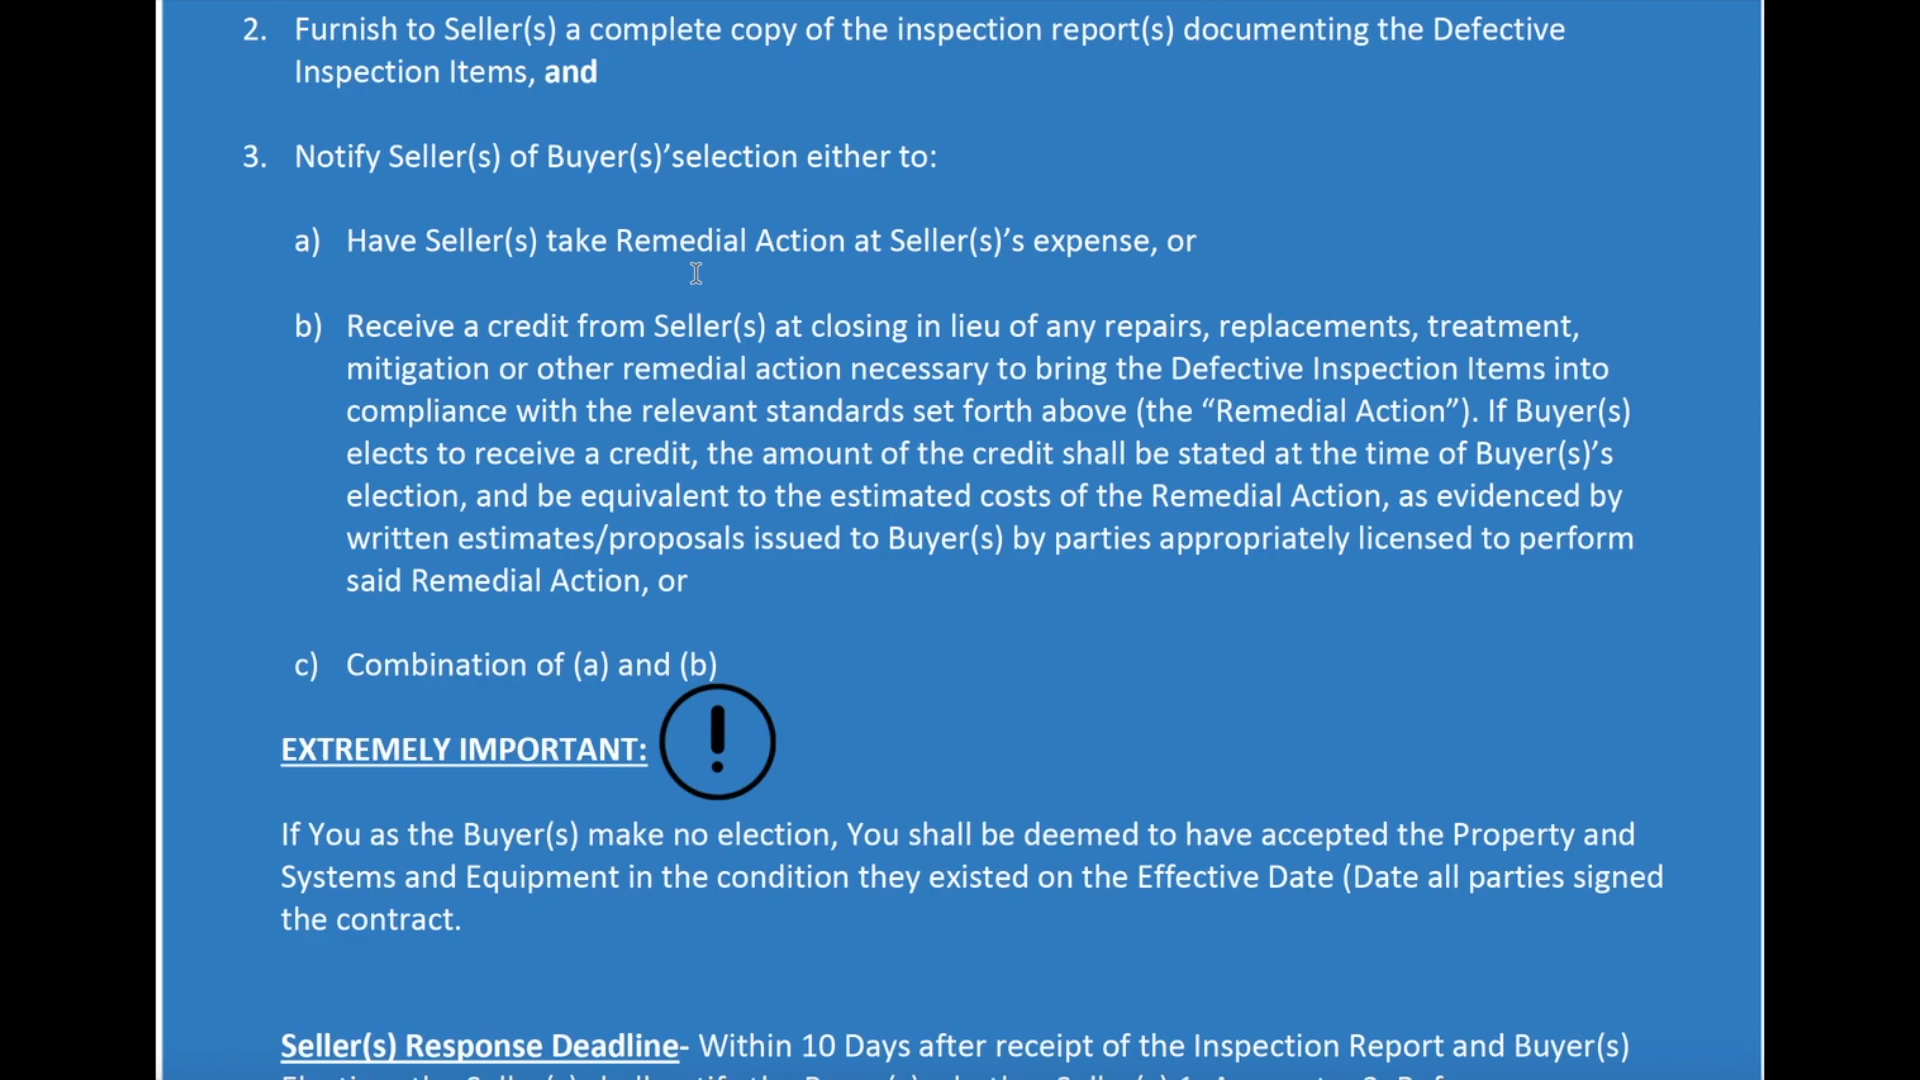 2. Furnish to Seller(s) a complete copy of the inspection report(s) documenting the Defective
Inspection Items, and
3. Notify Seller(s) of Buyer(s)’selection either to:
a) Have Seller(s) take Remedial Action at Seller(s)’s expense, or
b) Receive a credit from Seller(s) at closing in lieu of any repairs, replacements, treatment,
mitigation or other remedial action necessary to bring the Defective Inspection Items into
compliance with the relevant standards set forth above (the “Remedial Action”). If Buyer(s)
elects to receive a credit, the amount of the credit shall be stated at the time of Buyer(s)’s
election, and be equivalent to the estimated costs of the Remedial Action, as evidenced by
written estimates/proposals issued to Buyer(s) by parties appropriately licensed to perform
said Remedial Action, or
c) Combination of (a) and (b)
EXTREMELY IMPORTANT:
If You as the Buyer(s) make no election, You shall be deemed to have accepted the Property and
Systems and Equipment in the condition they existed on the Effective Date (Date all parties signed
the contract.
Seller(s) Response Deadline- Within 10 Days after receipt of the Inspection Report and Buyer(s)